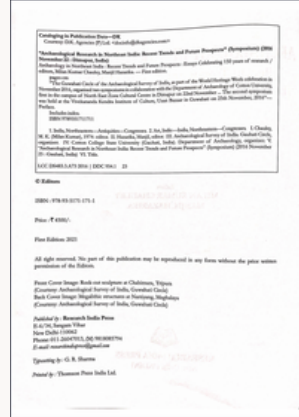 Cataloging in Publication Data—DK
Courtesy: D.K. Agencies (P) Ltd. <docinfo@dkagencies.com>
"Archaeological Research in Northeast India: Recent Trends and Future Prospects" (Symposium) (2016
November 22 : Dimapur, India)
Archaeology in Northeast India : Recent Trends and Future Prospects : Essays Celebrating 150 years of research /
editors, Milan Kumar Chauley, Manjil Hazarika. — First edition.
pages cm
"The Guwahati Circle of the Archaeological Survey of India, as part of the World Heritage Week celebration in
November 2016, organized two symposiums in collaboration with the Department of Archaeology of Cotton University,
first in the campus of North East Zone Cultural Centre in Dimapur on 22nd November ... The second symposium
was held at the Vivekananda Kendra Institute of Culture, Uzan Bazar in Guwahati on 25th November, 2016"—
Preface.
Includes index.
ISBN
1. India, Northeastern—Antiquities—Congresses. 2. Art, India—India, Northeastern—Congresses. I. Chauley,
M. K. (Milan Kumar), editor. II. Hazarika, Manjil, editor. III. Archaeological Survey of India. Guwahati Circle,
organizer. IV. Cotton College State University (Gauhati, India). Department of Archaeology, organizer. V.
"Archaeological Research in Northeast India: Recent Trends and Future Prospects" (Symposium) (2016 November
: Gauhati, India) VI. Title.
LCC DDC 934.1 23
© Editors
ISBN : 978-93-5171-171-1
Price : ₹ 4500/-
First Edition: 2021
All right reserved. No part of this publication may be reproduced in any form without the price written
permission of the Editors.
Front Cover Image: Rock cut sculpture at Chabimura, Tripura
(Courtesy: Archaeological Survey of India, Guwahati Circle)
Back Cover Image: Megalithic structures at Nartiang, Meghalaya
(Courtesy: Archaeological Survey of India, Guwahati Circle)
Published by : Research India Press
E-6/34, Sangam Vihar
New Delhi 110062
Phones: 011-26047013, (M) 9818085794
E-mail: researchindiapress@gmail.com
Typesetting by : G. R. Sharma
Printed by : Thomson Press India Ltd.